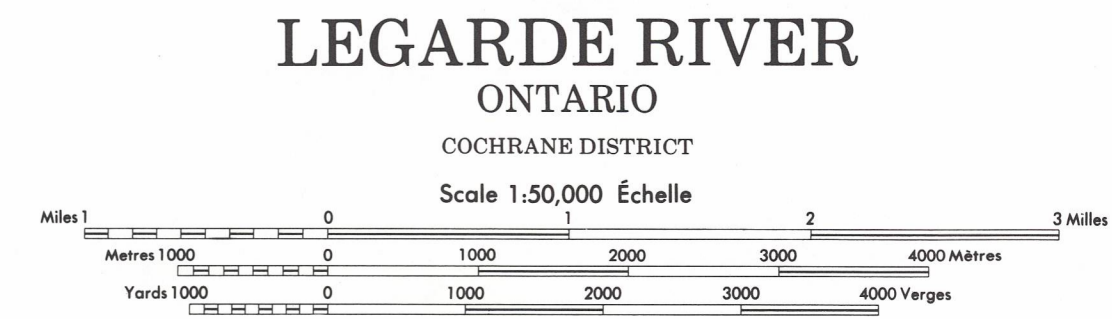 LEGARDE RIVER
ONTARIO
COCHRANE DISTRICT
Scale 1:50,000 Échelle
Miles 1 0 1 2 3 Milles
Metres 1000 0 1000 2000 3000 4000 Mètres
Yards 1000 0 1000 2000 3000 4000 Verges